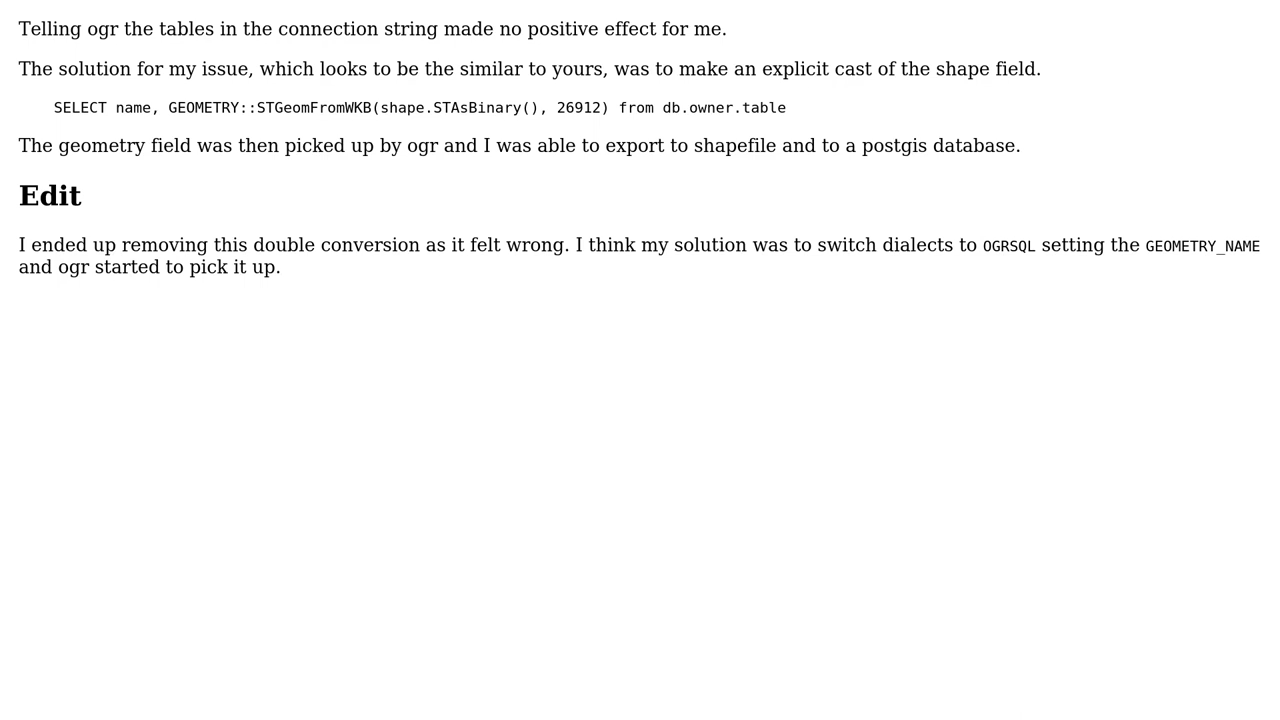 Telling ogr the tables in the connection string made no positive effect for me.
The solution for my issue, which looks to be the similar to yours, was to make an explicit cast of the shape field.
SELECT name, GEOMETRY::STGeomFromWKB(shape.STAsBinary(), 26912) from db.owner.table
The geometry field was then picked up by ogr and I was able to export to shapefile and to a postgis database.
Edit
I ended up removing this double conversion as it felt wrong. I think my solution was to switch dialects to OGRSQL setting the GEOMETRY_NAME
and ogr started to pick it up.